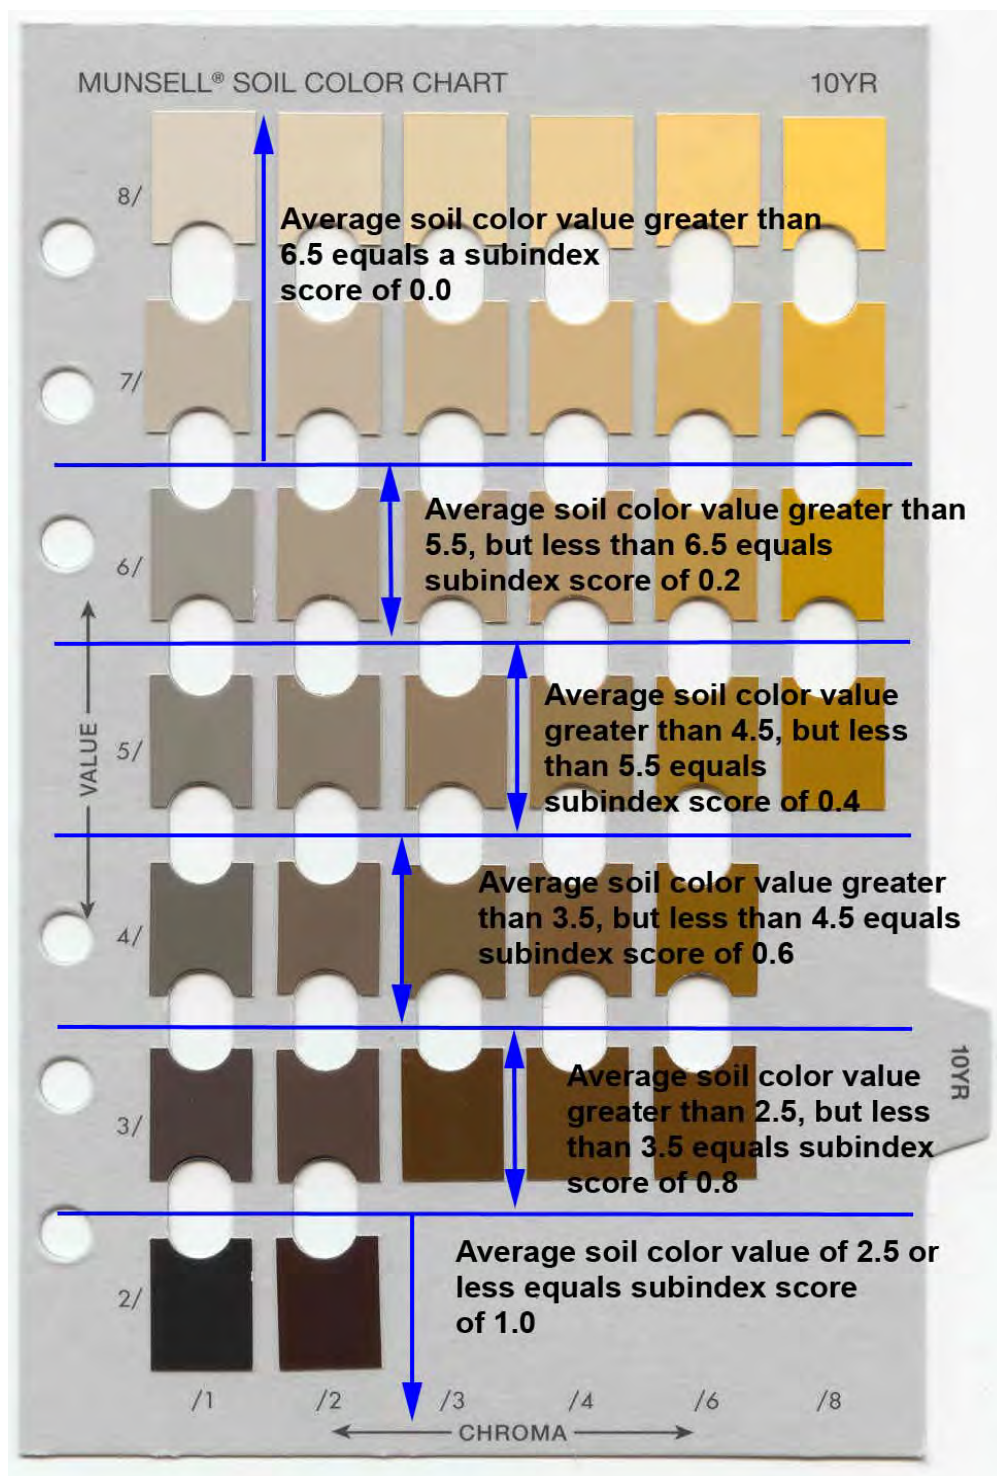 MUNSELL® SOIL COLOR CHART 10YR
8/
Average soil color value greater than
6.5 equals a subindex
score of 0.0
7/
Average soil color value greater than
5.5, but less than 6.5 equals
subindex score of 0.2
6/
VALUE
Average soil color value
greater than 4.5, but less
than 5.5 equals
subindex score of 0.4
5/
Average soil color value greater
than 3.5, but less than 4.5 equals
subindex score of 0.6
4/
10YR
Average soil color value
greater than 2.5, but less
than 3.5 equals subindex
score of 0.8
3/
Average soil color value of 2.5 or
less equals subindex score
of 1.0
2/
/1 /2 /3 /4 /6 /8
CHROMA